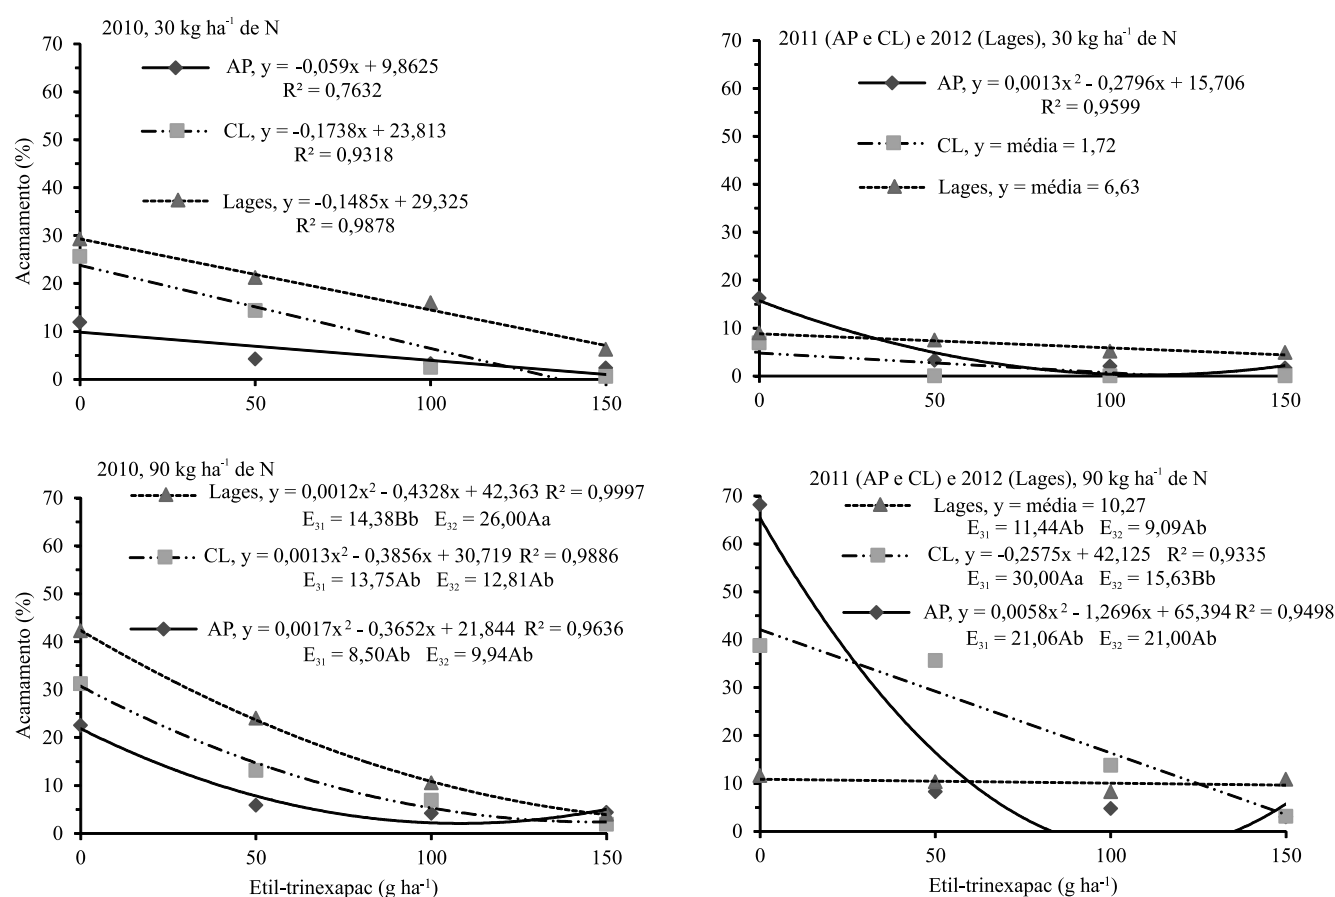 2010, 30 kg ha⁻¹ de N
AP, y = -0,059x + 9,8625
R² = 0,7632
CL, y = -0,1738x + 23,813
R² = 0,9318
Lages, y = -0,1485x + 29,325
R² = 0,9878
Acamamento (%)
70
60
50
40
30
20
10
0
0 50 100 150
2011 (AP e CL) e 2012 (Lages), 30 kg ha⁻¹ de N
AP, y = 0,0013x² - 0,2796 + 15,706
R² = 0,9599
CL, y = média = 1,72
Lages, y = média = 6,63
70
60
50
40
30
20
10
0
0 50 100 150
2010, 90 kg ha⁻¹ de N
Lages, y = 0,0012x² - 0,4328x + 42,363 R² = 0,9997
E₃₁ = 14,38Bb E₃₂ = 26,00Aa
CL, y = 0,0013x² - 0,3856x + 30,719 R² = 0,9886
E₃₁ = 13,75Ab E₃₂ = 12,81Ab
AP, y = 0,0017x² - 0,3652x + 21,844 R² = 0,9636
E₃₁ = 8,50Ab E₃₂ = 9,94Ab
Acamamento (%)
70
60
50
40
30
20
10
0
0 50 100 150
Etil-trinexapac (g ha⁻¹)
2011 (AP e CL) e 2012 (Lages), 90 kg ha⁻¹ de N
Lages, y = média = 10,27
E₃₁ = 11,44Ab E₃₂ = 9,09Ab
CL, y = -0,2575x + 42,125 R² = 0,9335
E₃₁ = 30,00Aa E₃₂ = 15,63Bb
AP, y = 0,0058x² - 1,2696x + 65,394 R² = 0,9498
E₃₁ = 21,06Ab E₃₂ = 21,00Ab
70
60
50
40
30
20
10
0
0 50 100 150
Etil-trinexapac (g ha⁻¹)